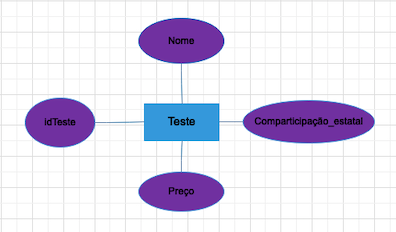 Nome
idTeste
Teste
Comparticipação_estatal
Preço